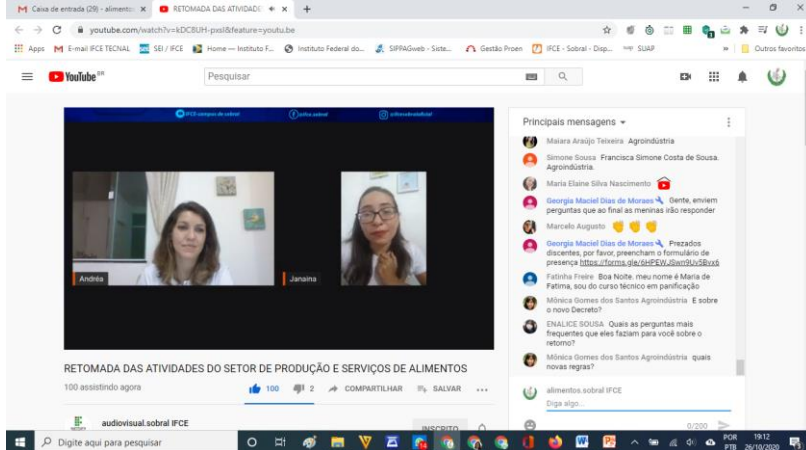 Caixa de entrada (29) - alimento
RETOMADA DAS ATIVIDADE
youtube.com/watch?v=kDC8UH-pxsI&feature=youtu.be
Apps
E-mail IFCE TECNAL
SEI / IFCE
Home — Instituto F...
Instituto Federal do...
SIPPAGweb - Siste...
Gestão Proen
IFCE - Sobral - Disp...
SUAP
Outros favoritos
YouTube BR
Pesquisar
IFCE campus de sobral
Andréa
Janaina
RETOMADA DAS ATIVIDADES DO SETOR DE PRODUÇÃO E SERVIÇOS DE ALIMENTOS
100 assistindo agora
100
2
COMPARTILHAR
SALVAR
audiovisual.sobral IFCE
INSCRITO
Principais mensagens
Maiara Araújo Teixeira Agroindústria
Simone Sousa Francisca Simone Costa de Sousa.
Agroindústria.
Maria Elaine Silva Nascimento
Georgia Maciel Dias de Moraes Gente, enviem
perguntas que ao final as meninas irão responder
Marcelo Augusto
Georgia Maciel Dias de Moraes Prezados
discentes, por favor, preencham o formulário de
presença https://forms.gle/6HPEWJSwn9Uv5Bvx6
Fatinha Freire Boa Noite. meu nome é Maria de
Fatima, sou do curso técnico em panificação
Mônica Gomes dos Santos Agroindústria E sobre
o novo Decreto?
ENALICE SOUSA Quais as perguntas mais
frequentes que eles faziam para você sobre o
retorno?
Mônica Gomes dos Santos Agroindústria quais
novas regras?
alimentos.sobral IFCE
Diga algo...
0/200
Digite aqui para pesquisar
POR
PTB
19:12
26/10/2020